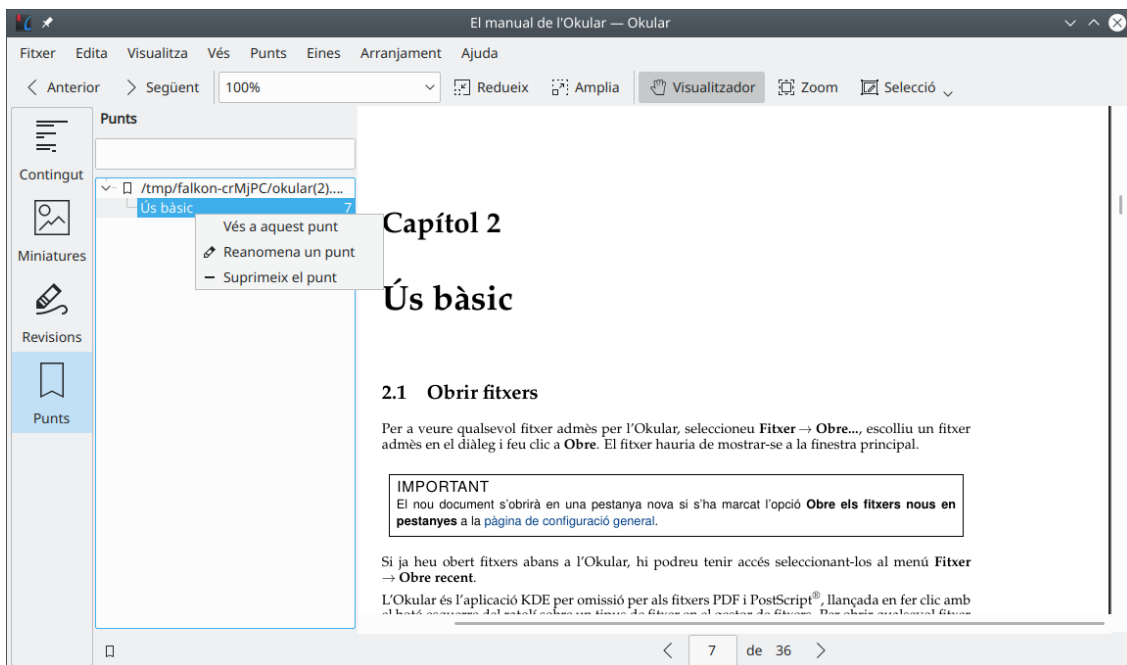 El manual de l'Okular — Okular
Fitxer Edita Visualitza Vés Punts Eines Arranjament Ajuda
Anterior Següent 100% Redueix Amplia Visualitzador Zoom Selecció
Contingut
Miniatures
Revisions
Punts
Punts
/tmp/falkon-crMjPC/okular(2)....
Ús bàsic 7
Vés a aquest punt
Reanomena un punt
Suprimeix el punt
Capítol 2
Ús bàsic
2.1 Obrir fitxers
Per a veure qualsevol fitxer admès per l'Okular, seleccioneu Fitxer → Obre..., escolliu un fitxer
admès en el diàleg i feu clic a Obre. El fitxer hauria de mostrar-se a la finestra principal.
IMPORTANT
El nou document s'obrirà en una pestanya nova si s'ha marcat l'opció Obre els fitxers nous en
pestanyes a la pàgina de configuració general.
Si ja heu obert fitxers abans a l'Okular, hi podreu tenir accés seleccionant-los al menú Fitxer
→ Obre recent.
L'Okular és l'aplicació KDE per omissió per als fitxers PDF i PostScript®, llançada en fer clic amb
7 de 36